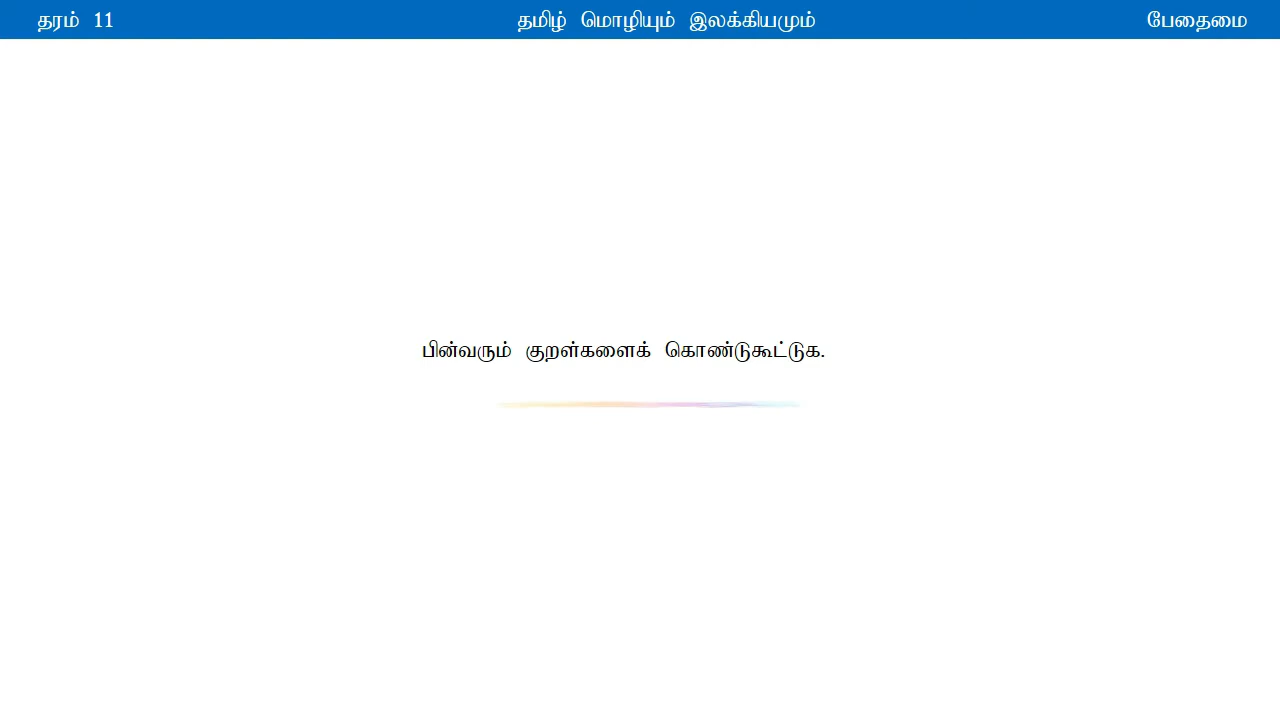 தரம் 11
தமிழ் மொழியும் இலக்கியமும்
பேதைமை
பின்வரும் குறள்களைக் கொண்டுகூட்டுக.